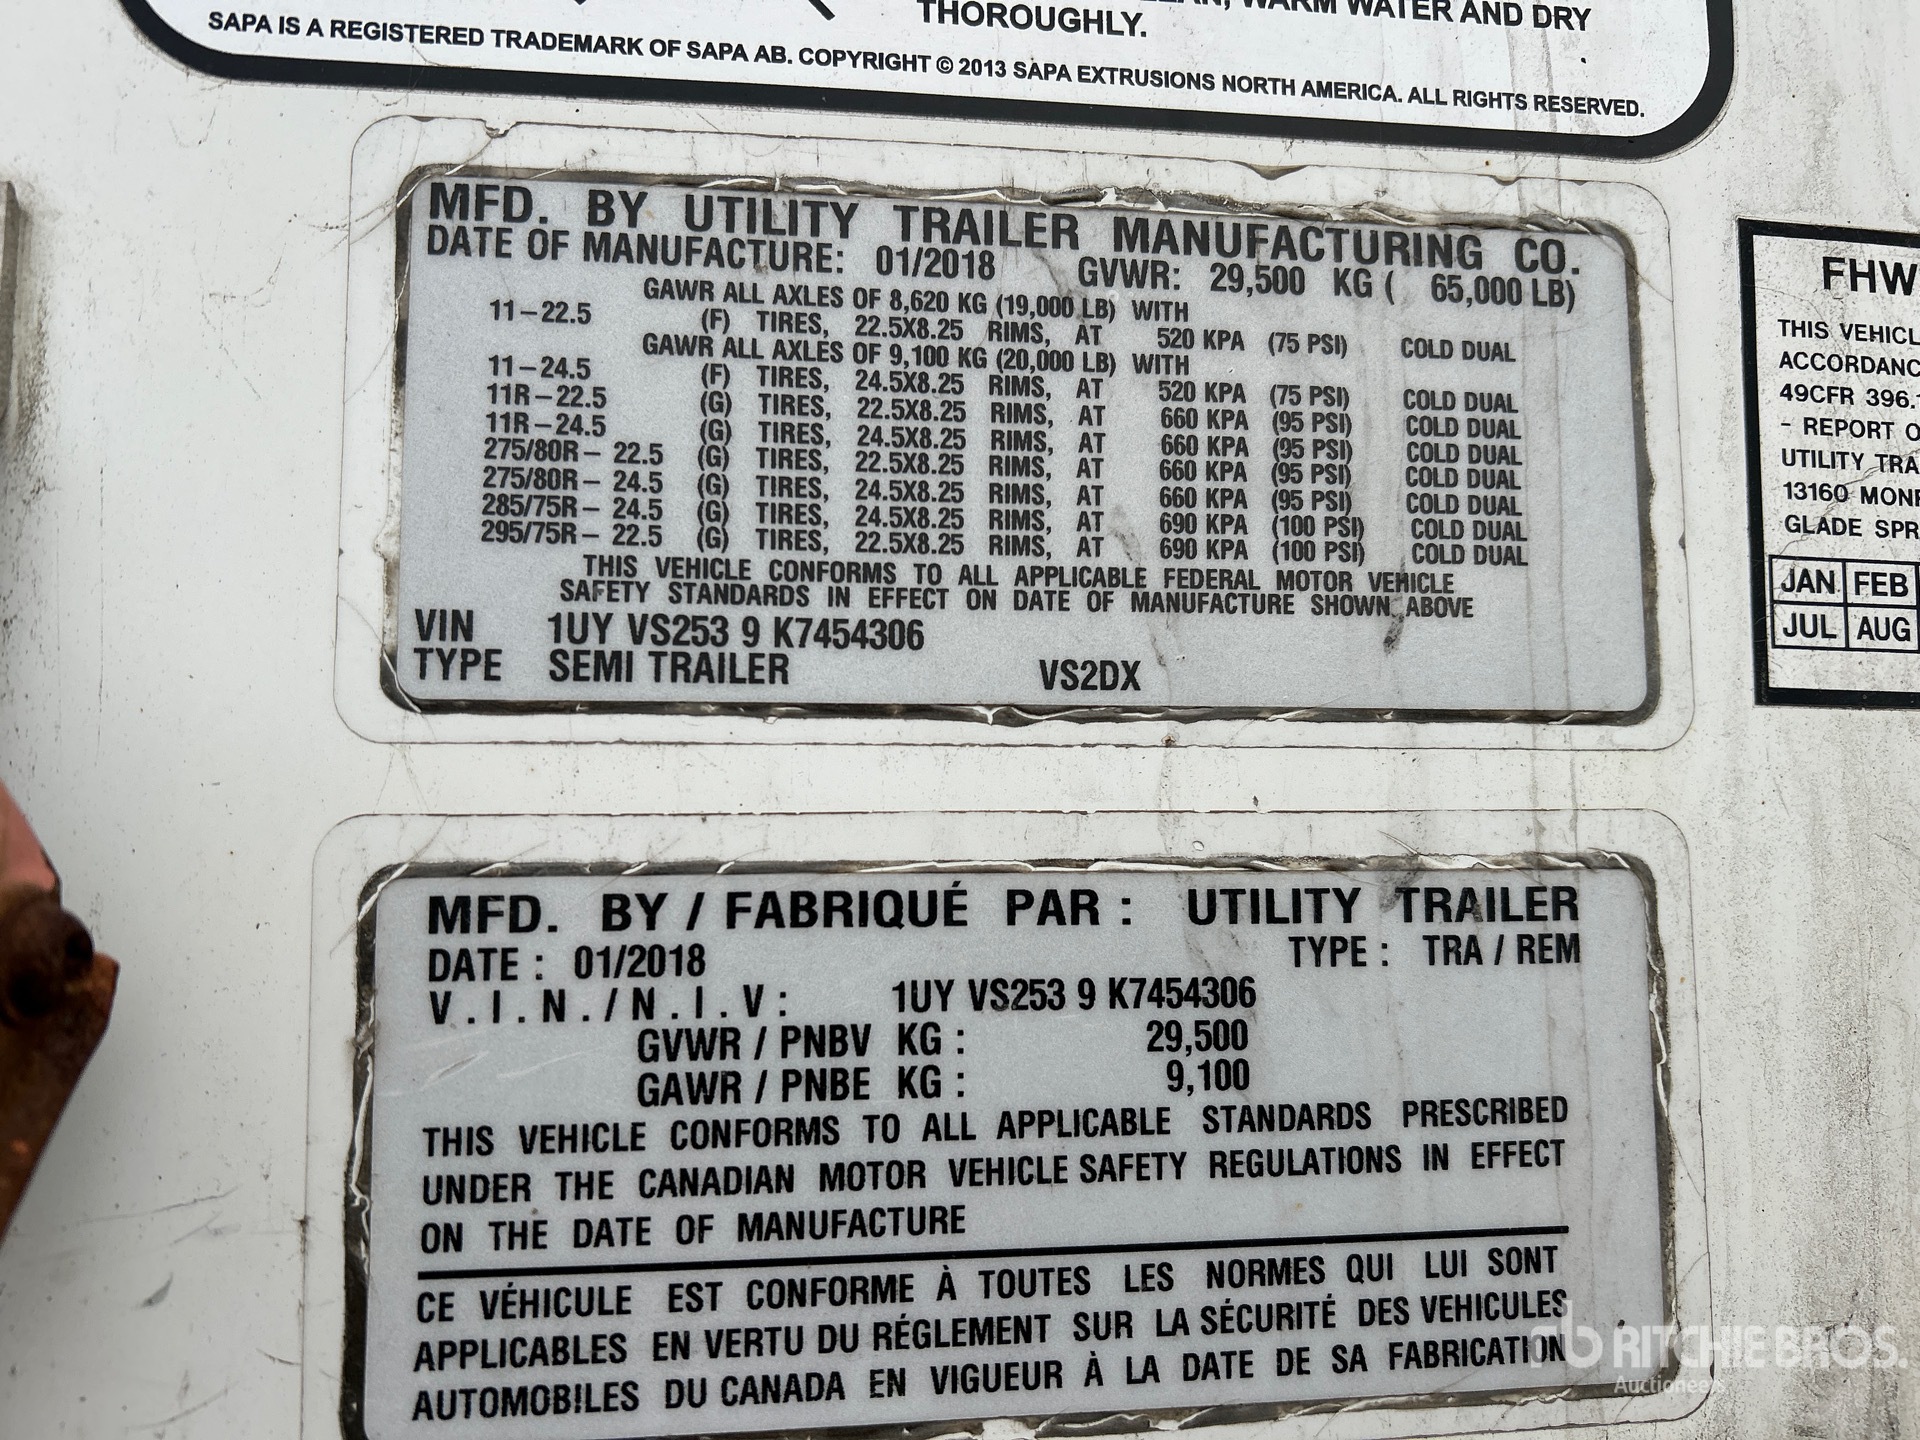 WARM WATER AND DRY
THOROUGHLY.
SAPA IS A REGISTERED TRADEMARK OF SAPA AB. COPYRIGHT © 2013 SAPA EXTRUSIONS NORTH AMERICA. ALL RIGHTS RESERVED.
MFD. BY UTILITY TRAILER MANUFACTURING CO.
DATE OF MANUFACTURE: 01/2018 GVWR: 29,500 KG ( 65,000 LB)
GAWR ALL AXLES OF 8,620 KG (19,000 LB) WITH
11-22.5 (F) TIRES, 22.5X8.25 RIMS, AT 520 KPA (75 PSI) COLD DUAL
GAWR ALL AXLES OF 9,100 KG (20,000 LB) WITH
11-24.5 (F) TIRES, 24.5X8.25 RIMS, AT 520 KPA (75 PSI) COLD DUAL
11R-22.5 (G) TIRES, 22.5X8.25 RIMS, AT 660 KPA (95 PSI) COLD DUAL
11R-24.5 (G) TIRES, 24.5X8.25 RIMS, AT 660 KPA (95 PSI) COLD DUAL
275/80R- 22.5 (G) TIRES, 22.5X8.25 RIMS, AT 660 KPA (95 PSI) COLD DUAL
275/80R- 24.5 (G) TIRES, 24.5X8.25 RIMS, AT 660 KPA (95 PSI) COLD DUAL
285/75R- 24.5 (G) TIRES, 24.5X8.25 RIMS, AT 690 KPA (100 PSI) COLD DUAL
295/75R- 22.5 (G) TIRES, 22.5X8.25 RIMS, AT 690 KPA (100 PSI) COLD DUAL
THIS VEHICLE CONFORMS TO ALL APPLICABLE FEDERAL MOTOR VEHICLE
SAFETY STANDARDS IN EFFECT ON DATE OF MANUFACTURE SHOWN ABOVE
VIN 1UY VS253 9 K7454306
TYPE SEMI TRAILER VS2DX
FHW
THIS VEHICL
ACCORDANC
49CFR 396.
- REPORT O
UTILITY TRA
13160 MON
GLADE SPR
JAN FEB
JUL AUG
MFD. BY / FABRIQUÉ PAR : UTILITY TRAILER
DATE : 01/2018 TYPE : TRA / REM
V.I.N./N.I.V: 1UY VS253 9 K7454306
GVWR / PNBV KG : 29,500
GAWR / PNBE KG : 9,100
THIS VEHICLE CONFORMS TO ALL APPLICABLE STANDARDS PRESCRIBED
UNDER THE CANADIAN MOTOR VEHICLE SAFETY REGULATIONS IN EFFECT
ON THE DATE OF MANUFACTURE
CE VÉHICULE EST CONFORME À TOUTES LES NORMES QUI LUI SONT
APPLICABLES EN VERTU DU RÉGLEMENT SUR LA SÉCURITÉ DES VEHICULES
AUTOMOBILES DU CANADA EN VIGUEUR À LA DATE DE SA FABRICATION
rb RITCHIE BROS.
Auctioneers